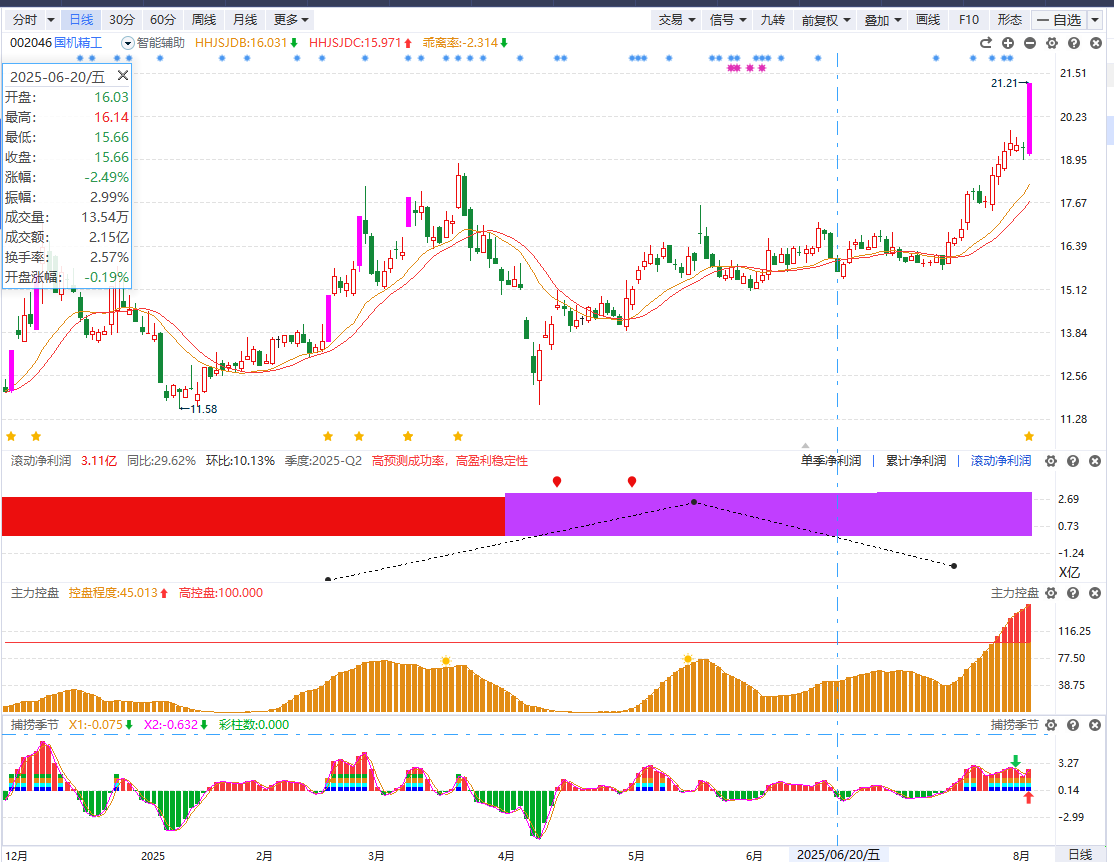 分时 日线 30分 60分 周线 月线 更多 交易 信号 九转 前复权 叠加 画线 F10 形态 一自选
002046 国机精工 智能辅助 HHJSJDB:16.031 HHJSJDC:15.971 乖离率:-2.314
2025-06-20/五
开盘: 16.03
最高: 16.14
最低: 15.66
收盘: 15.66
涨幅: -2.49%
振幅: 2.99%
成交量: 13.54万
成交额: 2.15亿
换手率: 2.57%
开盘涨幅: -0.19%
21.21
11.58
21.51
20.23
18.95
17.67
16.39
15.12
13.84
12.56
11.28
滚动净利润 3.11亿 同比:29.62% 环比:10.13% 季度:2025-Q2 高预测成功率，高盈利稳定性 单季净利润 | 累计净利润 | 滚动净利润
2.69
0.73
-1.24
X亿
主力控盘 控盘程度:45.013 高控盘:100.000 主力控盘
116.25
77.50
38.75
捕捞季节 X1:-0.075 X2:-0.632 彩柱数:0.000 捕捞季节
3.27
0.14
-2.99
12月 2025 2月 3月 4月 5月 6月 2025/06/20/五 8月 日线